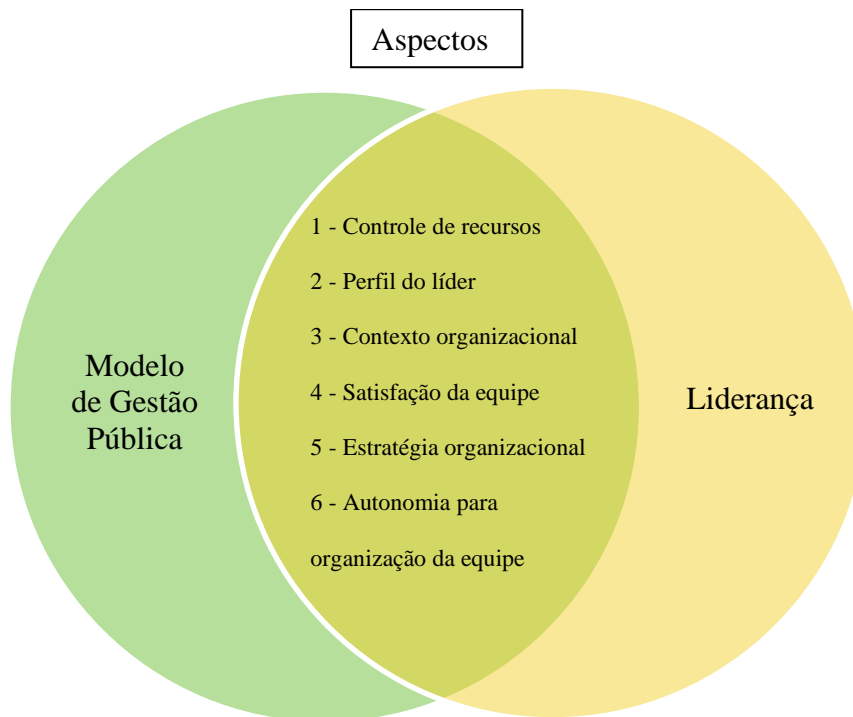 Aspectos
1 - Controle de recursos
2 - Perfil do líder
3 - Contexto organizacional
4 - Satisfação da equipe
5 - Estratégia organizacional
6 - Autonomia para
organização da equipe
Modelo
de Gestão
Pública
Liderança